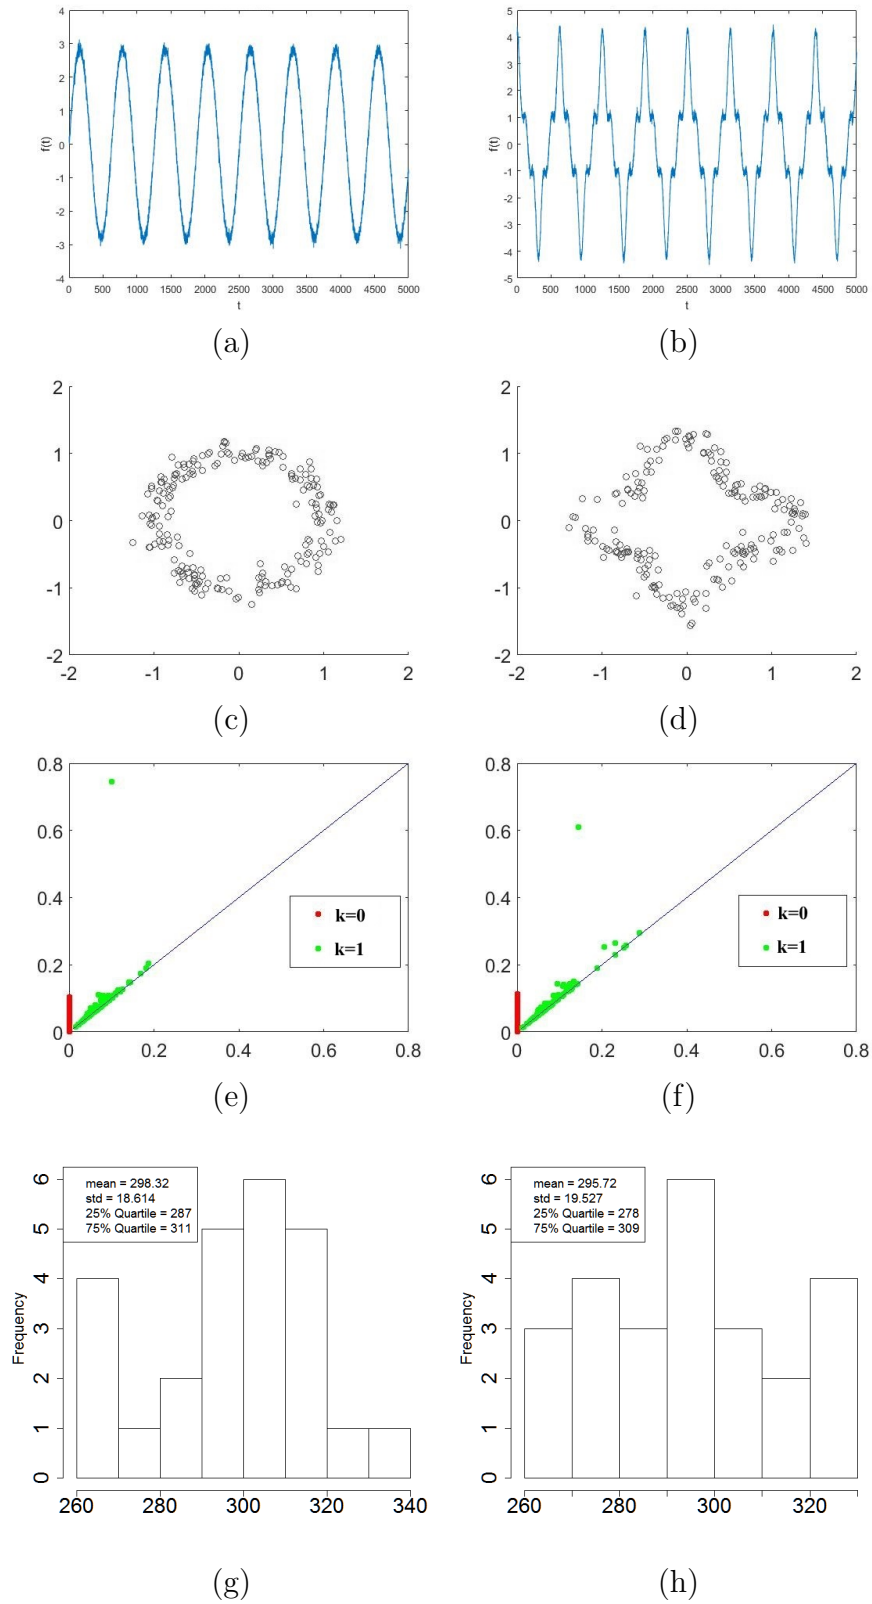 4
3
2
1
0
-1
-2
-3
-4
f(t)
0 500 1000 1500 2000 2500 3000 3500 4000 4500 5000
t
(a)
5
4
3
2
1
0
-1
-2
-3
-4
-5
f(t)
0 500 1000 1500 2000 2500 3000 3500 4000 4500 5000
t
(b)
2
1
0
-1
-2
-2 -1 0 1 2
(c)
2
1
0
-1
-2
-2 -1 0 1 2
(d)
0.8
0.6
0.4
0.2
0
k=0
k=1
0 0.2 0.4 0.6 0.8
(e)
0.8
0.6
0.4
0.2
0
k=0
k=1
0 0.2 0.4 0.6 0.8
(f)
mean = 298.32
std = 18.614
25% Quartile = 287
75% Quartile = 311
6
5
4
3
2
1
0
Frequency
260 280 300 320 340
(g)
mean = 295.72
std = 19.527
25% Quartile = 278
75% Quartile = 309
6
5
4
3
2
1
0
Frequency
260 280 300 320
(h)